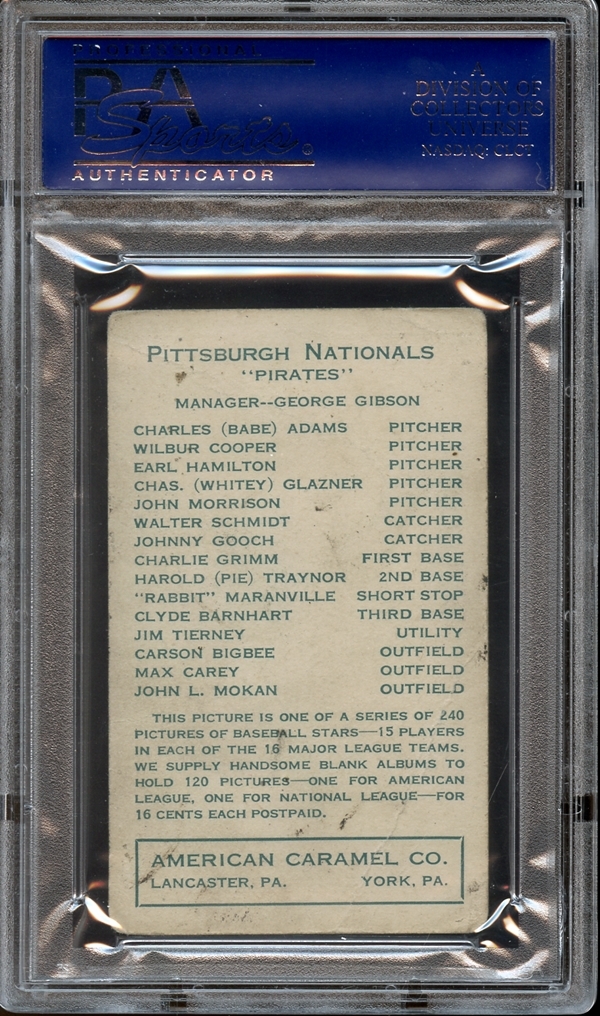 PROFESSIONAL
PSA
Sports
AUTHENTICATOR
A
DIVISION OF
COLLECTORS
UNIVERSE
NASDAQ: CLCT
PITTSBURGH NATIONALS
"PIRATES"
MANAGER--GEORGE GIBSON
CHARLES (BABE) ADAMS PITCHER
WILBUR COOPER PITCHER
EARL HAMILTON PITCHER
CHAS. (WHITEY) GLAZNER PITCHER
JOHN MORRISON PITCHER
WALTER SCHMIDT CATCHER
JOHNNY GOOCH CATCHER
CHARLIE GRIMM FIRST BASE
HAROLD (PIE) TRAYNOR 2ND BASE
"RABBIT" MARANVILLE SHORT STOP
CLYDE BARNHART THIRD BASE
JIM TIERNEY UTILITY
CARSON BIGBEE OUTFIELD
MAX CAREY OUTFIELD
JOHN L. MOKAN OUTFIELD
THIS PICTURE IS ONE OF A SERIES OF 240
PICTURES OF BASEBALL STARS—15 PLAYERS
IN EACH OF THE 16 MAJOR LEAGUE TEAMS.
WE SUPPLY HANDSOME BLANK ALBUMS TO
HOLD 120 PICTURES—ONE FOR AMERICAN
LEAGUE, ONE FOR NATIONAL LEAGUE—FOR
16 CENTS EACH POSTPAID.
AMERICAN CARAMEL CO.
LANCASTER, PA. YORK, PA.